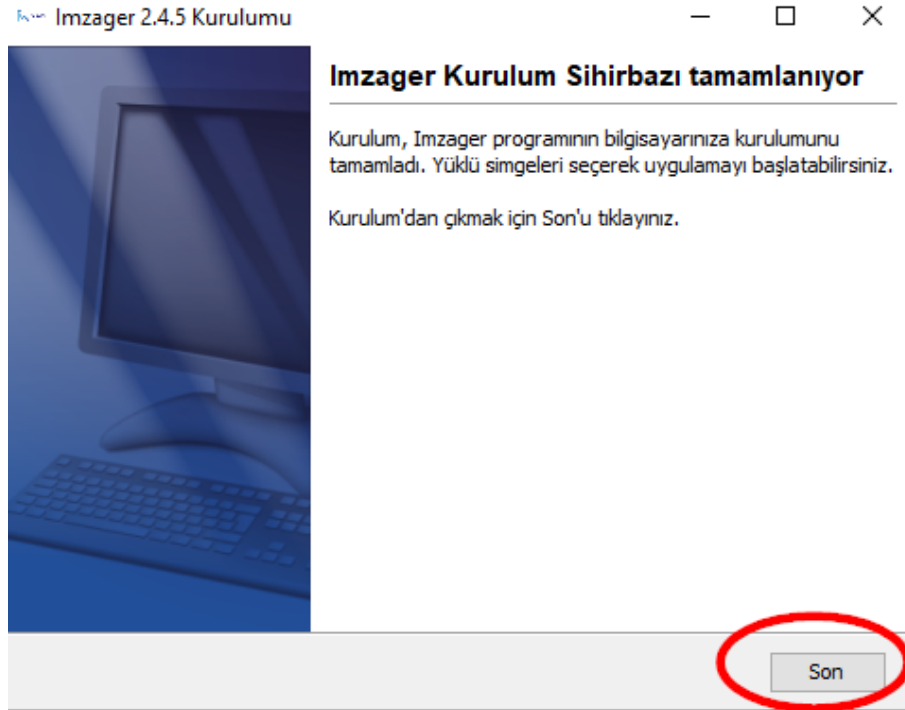 Imzager 2.4.5 Kurulumu
Imzager Kurulum Sihirbazı tamamlanıyor
Kurulum, Imzager programının bilgisayarınıza kurulumunu
tamamladı. Yüklü simgeleri seçerek uygulamayı başlatabilirsiniz.
Kurulum'dan çıkmak için Son'u tıklayınız.
Son